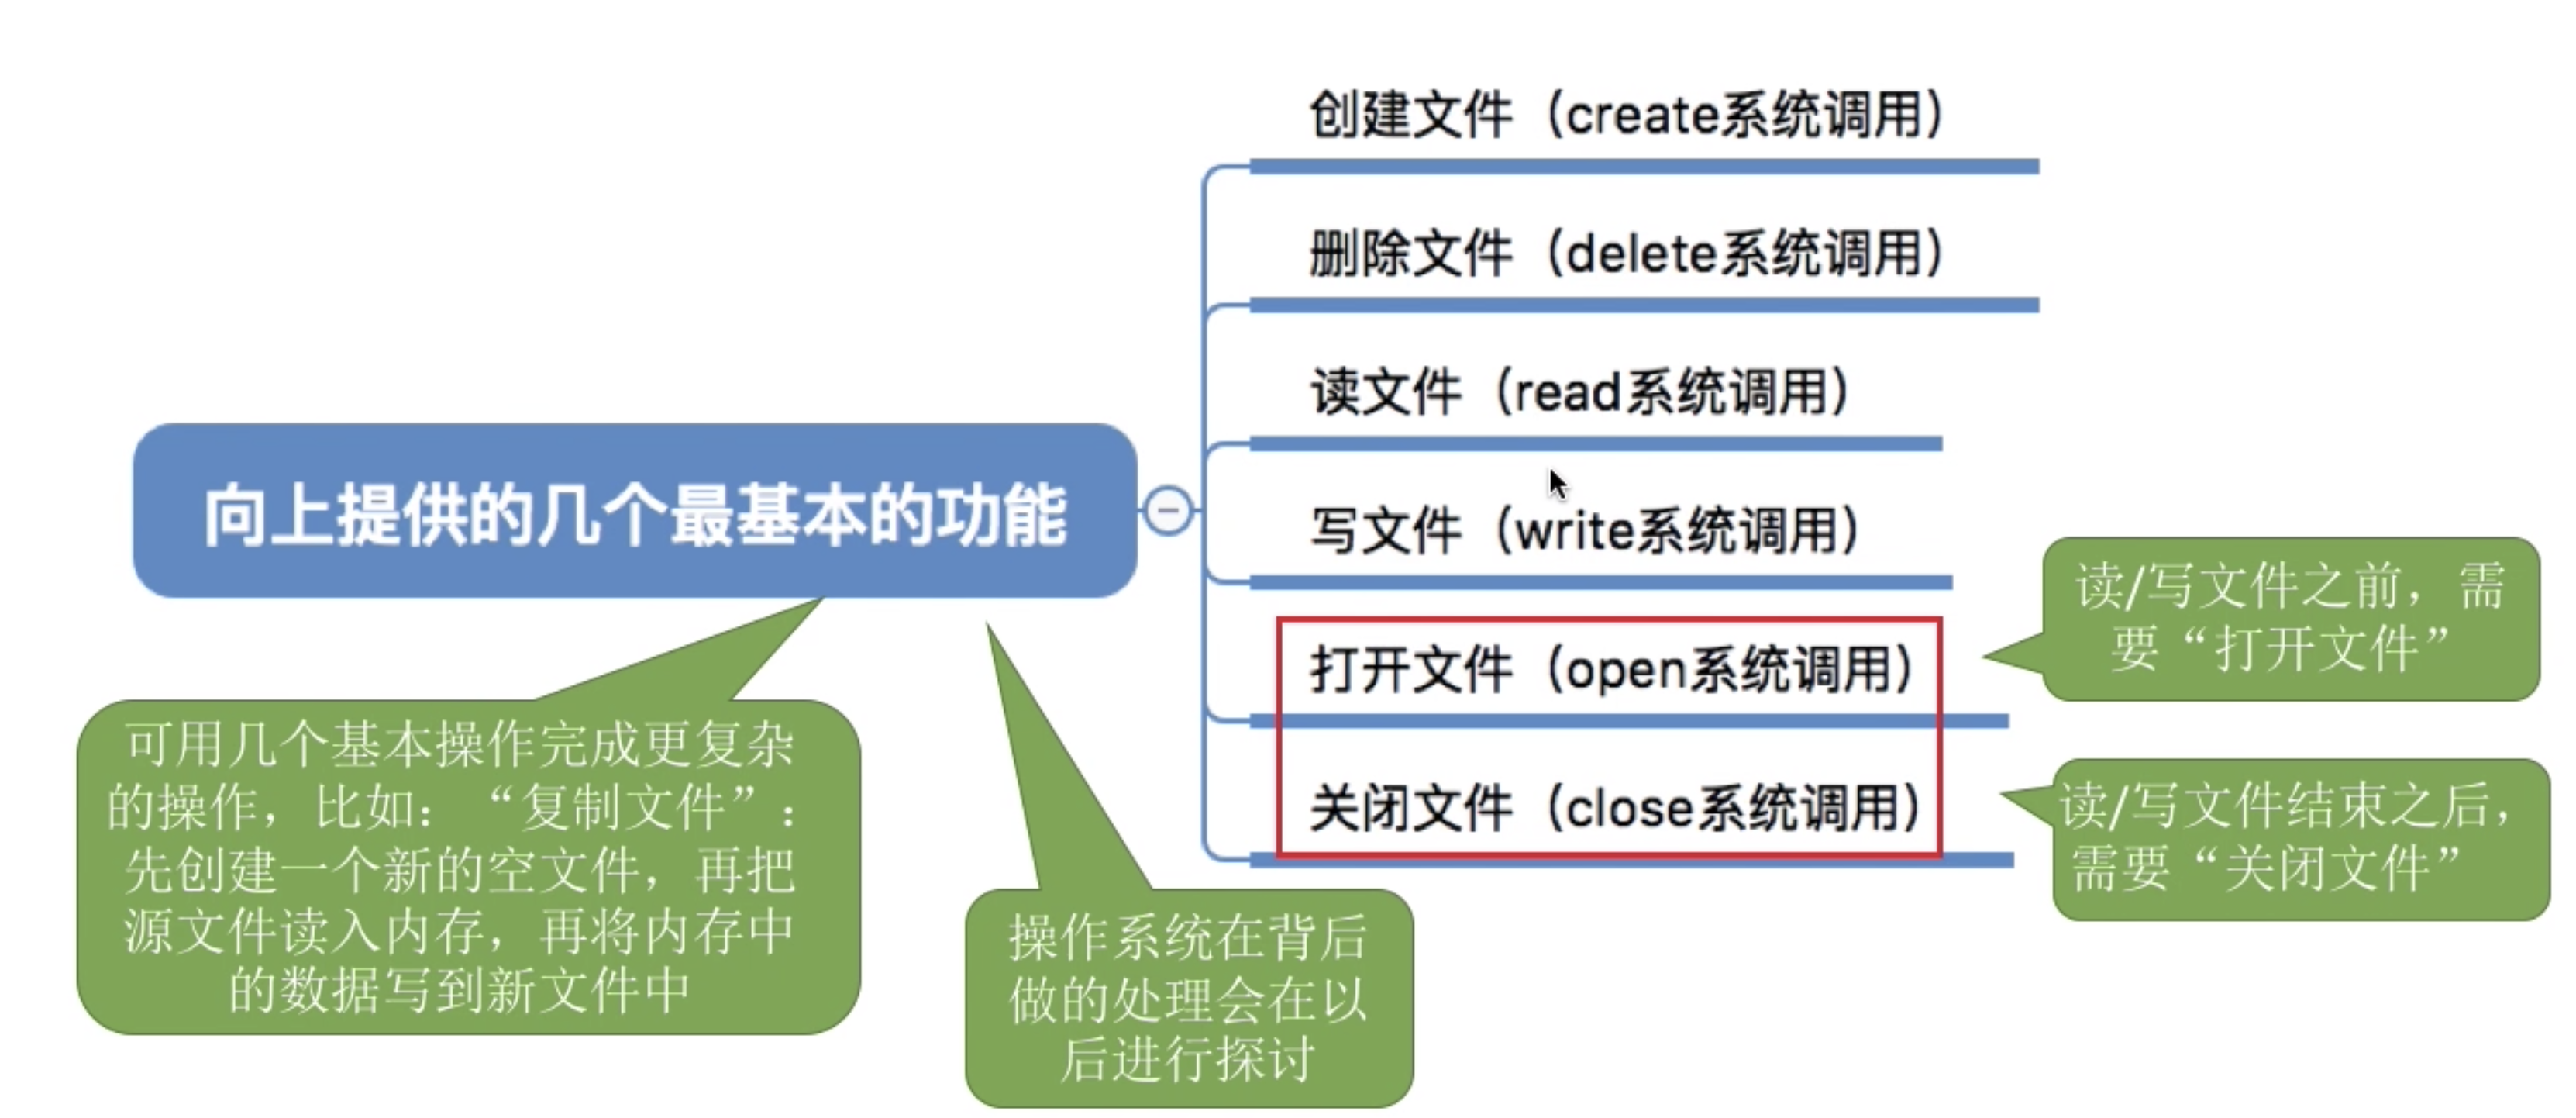 创建文件（create系统调用）
删除文件（delete系统调用）
读文件（read系统调用）
向上提供的几个最基本的功能
写文件（write系统调用）
打开文件（open系统调用）
关闭文件（close系统调用）
读/写文件之前，需
要“打开文件”
读/写文件结束之后，
需要“关闭文件”
可用几个基本操作完成更复杂
的操作，比如：“复制文件”：
先创建一个新的空文件，再把
源文件读入内存，再将内存中
的数据写到新文件中
操作系统在背后
做的处理会在以
后进行探讨